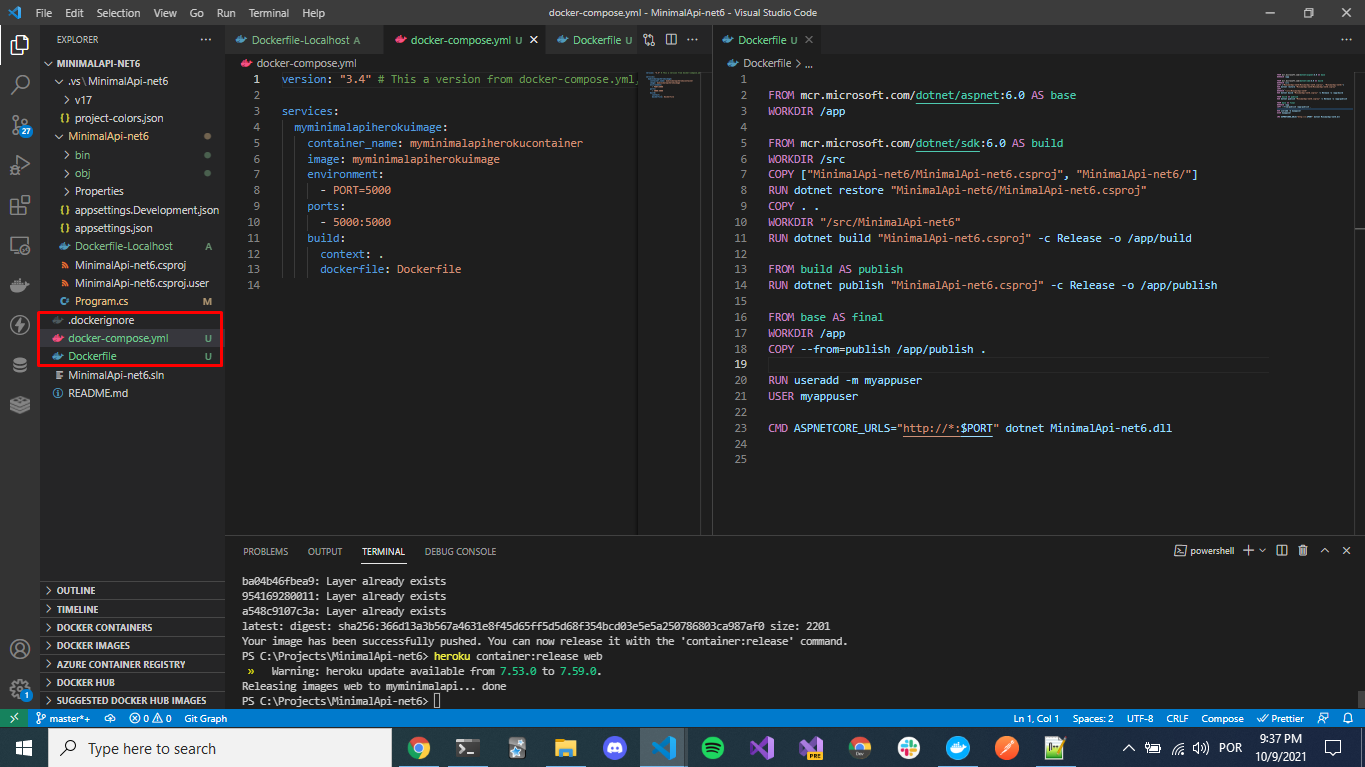 File Edit Selection View Go Run Terminal Help
docker-compose.yml - MinimalApi-net6 - Visual Studio Code
EXPLORER
MINIMALAPI-NET6
.vs\MinimalApi-net6
v17
project-colors.json
MinimalApi-net6
bin
obj
Properties
appsettings.Development.json
appsettings.json
Dockerfile-Localhost A
MinimalApi-net6.csproj
MinimalApi-net6.csproj.user
Program.cs M
.dockerignore
docker-compose.yml U
Dockerfile U
MinimalApi-net6.sln
README.md
OUTLINE
TIMELINE
DOCKER CONTAINERS
DOCKER IMAGES
AZURE CONTAINER REGISTRY
DOCKER HUB
SUGGESTED DOCKER HUB IMAGES
27
1
Dockerfile-Localhost A docker-compose.yml U Dockerfile U
docker-compose.yml
1 version: "3.4" # This a version from docker-compose.yml,
2
3 services:
4 myminimalapiherokuimage:
5 container_name: myminimalapiherokucontainer
6 image: myminimalapiherokuimage
7 environment:
8 - PORT=5000
9 ports:
10 - 5000:5000
11 build:
12 context: .
13 dockerfile: Dockerfile
14
Dockerfile U
Dockerfile > ...
1
2 FROM mcr.microsoft.com/dotnet/aspnet:6.0 AS base
3 WORKDIR /app
4
5 FROM mcr.microsoft.com/dotnet/sdk:6.0 AS build
6 WORKDIR /src
7 COPY ["MinimalApi-net6/MinimalApi-net6.csproj", "MinimalApi-net6/"]
8 RUN dotnet restore "MinimalApi-net6/MinimalApi-net6.csproj"
9 COPY . .
10 WORKDIR "/src/MinimalApi-net6"
11 RUN dotnet build "MinimalApi-net6.csproj" -c Release -o /app/build
12
13 FROM build AS publish
14 RUN dotnet publish "MinimalApi-net6.csproj" -c Release -o /app/publish
15
16 FROM base AS final
17 WORKDIR /app
18 COPY --from=publish /app/publish .
19
20 RUN useradd -m myappuser
21 USER myappuser
22
23 CMD ASPNETCORE_URLS="http://*:$PORT" dotnet MinimalApi-net6.dll
24
25
PROBLEMS OUTPUT TERMINAL DEBUG CONSOLE
powershell
ba04b46fbea9: Layer already exists
954169280011: Layer already exists
a548c9107c3a: Layer already exists
latest: digest: sha256:366d13a3b567a4631e8f45d65ff5d5d68f354bcd03e5e5a250786803ca987af0 size: 2201
Your image has been successfully pushed. You can now release it with the 'container:release' command.
PS C:\Projects\MinimalApi-net6> heroku container:release web
» Warning: heroku update available from 7.53.0 to 7.59.0.
Releasing images web to myminimalapi... done
PS C:\Projects\MinimalApi-net6>
master*+ 0 0 Git Graph Ln 1, Col 1 Spaces: 2 UTF-8 CRLF Compose Prettier
Type here to search
PRE
Dev
POR
9:37 PM
10/9/2021